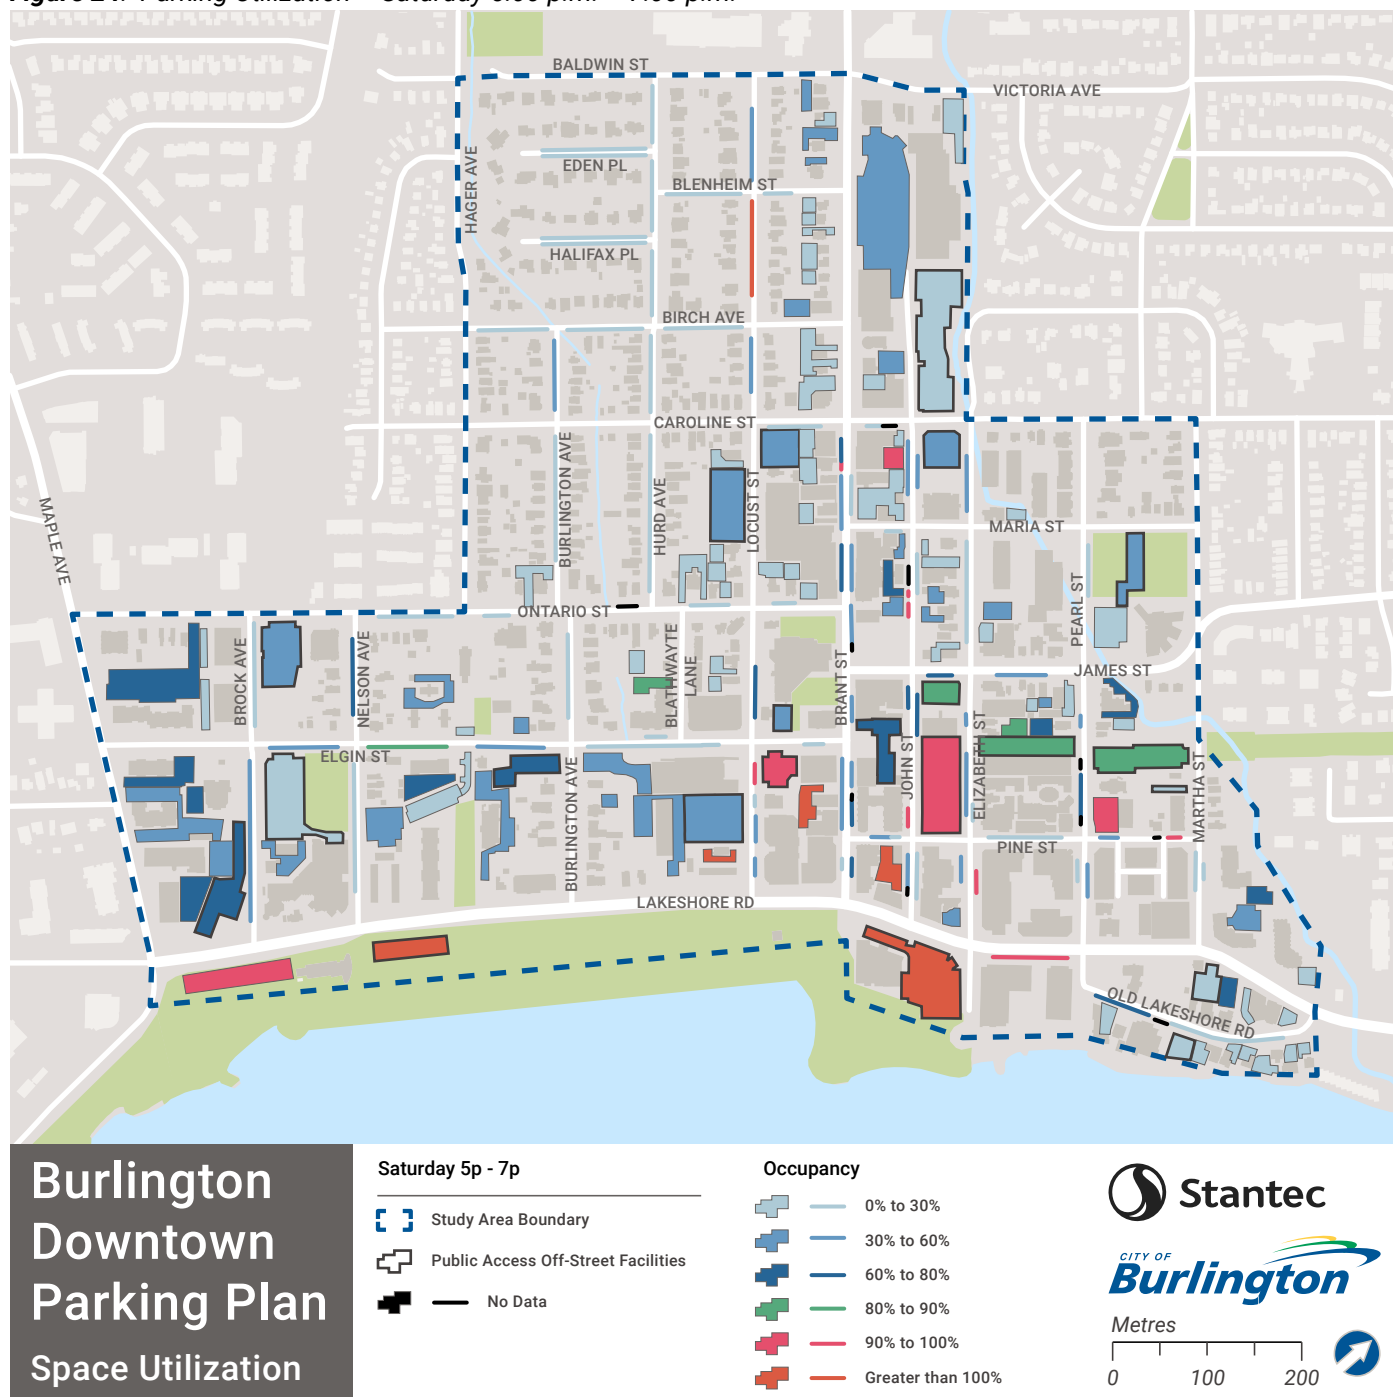 BALDWIN ST
VICTORIA AVE
HAGER AVE
EDEN PL
BLENHEIM ST
HALIFAX PL
BIRCH AVE
CAROLINE ST
BURLINGTON AVE
HURD AVE
LOCUST ST
MARIA ST
MAPLE AVE
PEARL ST
ONTARIO ST
BROCK AVE
NELSON AVE
BLATHWAYTE
LANE
BRANT ST
JAMES ST
ELGIN ST
JOHN ST
ELIZABETH ST
MARTHA ST
BURLINGTON AVE
PINE ST
LAKESHORE RD
OLD LAKESHORE RD
Burlington
Downtown
Parking Plan
Space Utilization
Saturday 5p - 7p
Study Area Boundary
Public Access Off-Street Facilities
No Data
Occupancy
0% to 30%
30% to 60%
60% to 80%
80% to 90%
90% to 100%
Greater than 100%
Stantec
CITY OF
Burlington
Metres
0 100 200